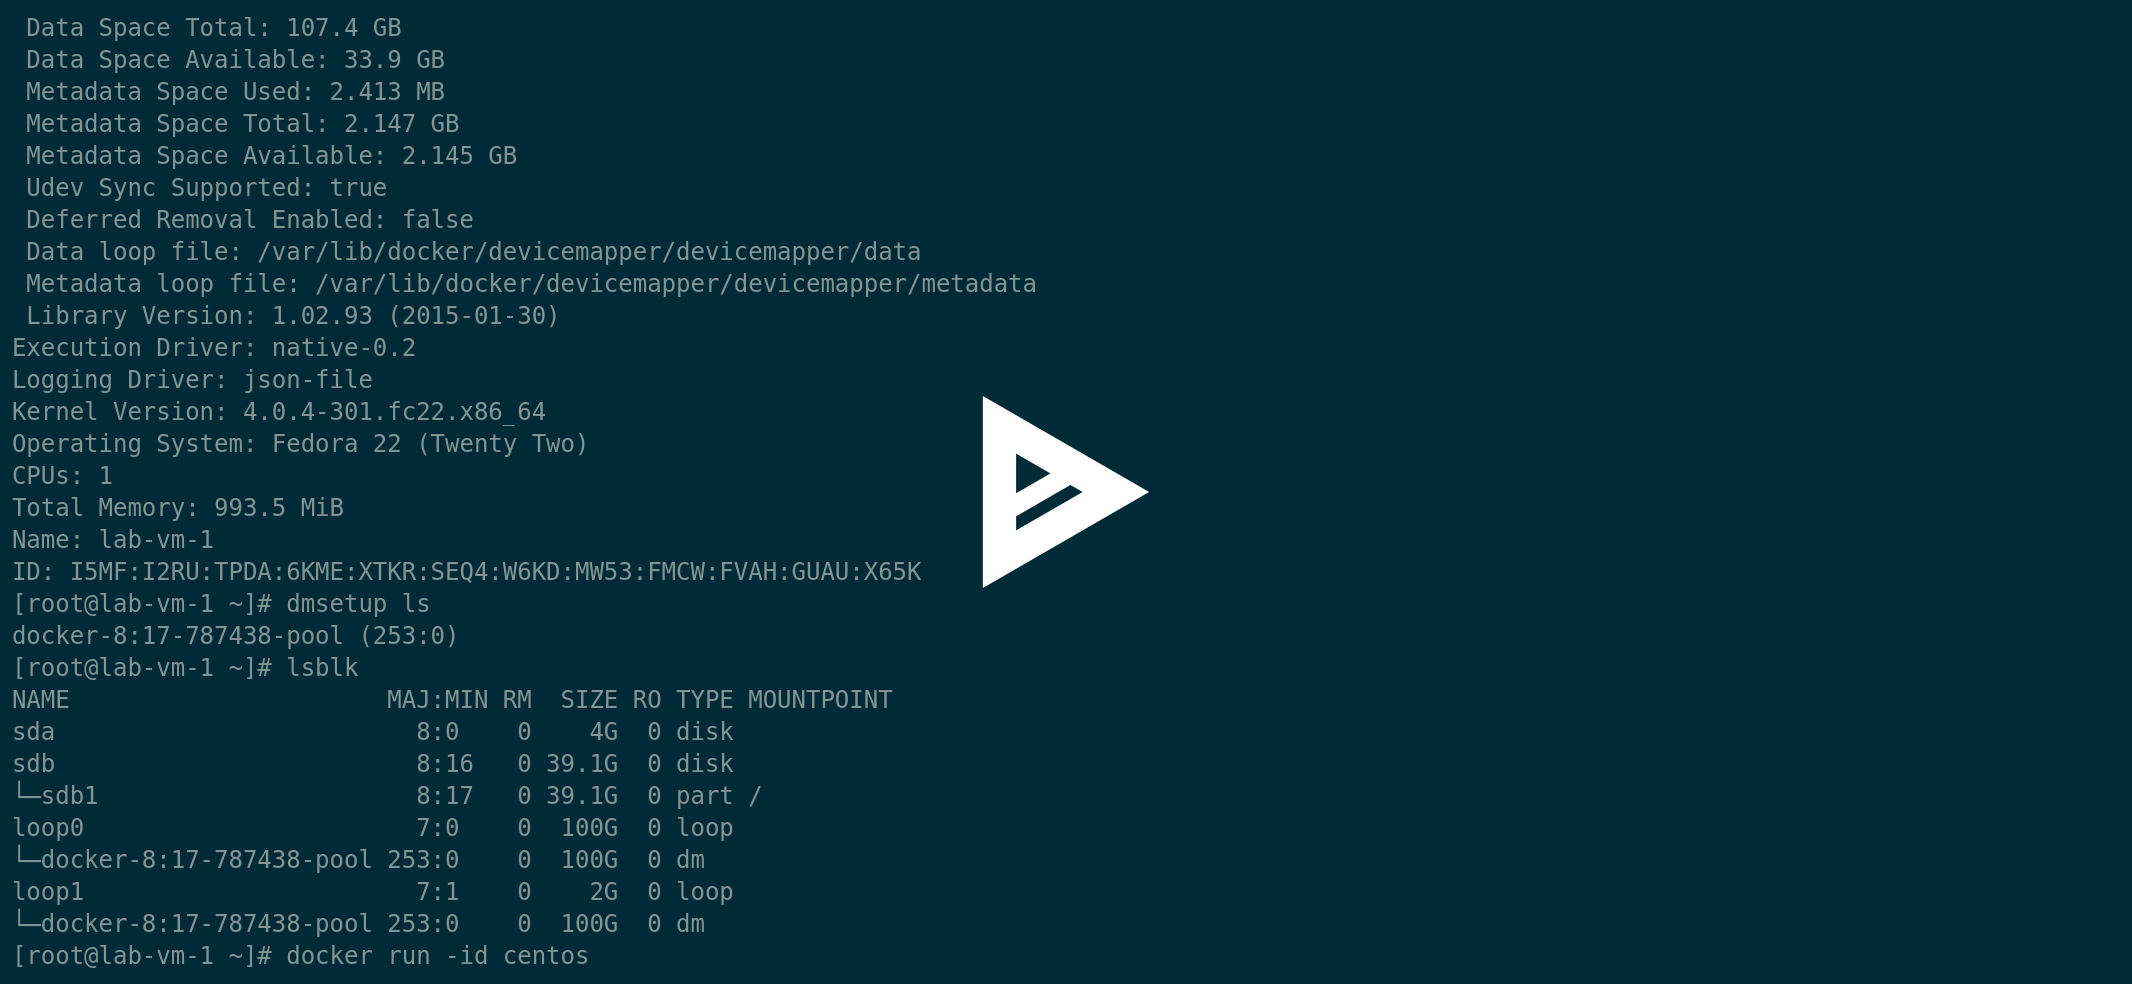 Data Space Total: 107.4 GB
Data Space Available: 33.9 GB
Metadata Space Used: 2.413 MB
Metadata Space Total: 2.147 GB
Metadata Space Available: 2.145 GB
Udev Sync Supported: true
Deferred Removal Enabled: false
Data loop file: /var/lib/docker/devicemapper/devicemapper/data
Metadata loop file: /var/lib/docker/devicemapper/devicemapper/metadata
Library Version: 1.02.93 (2015-01-30)
Execution Driver: native-0.2
Logging Driver: json-file
Kernel Version: 4.0.4-301.fc22.x86_64
Operating System: Fedora 22 (Twenty Two)
CPUs: 1
Total Memory: 993.5 MiB
Name: lab-vm-1
ID: I5MF:I2RU:TPDA:6KME:XTKR:SEQ4:W6KD:MW53:FMCW:FVAH:GUAU:X65K
[root@lab-vm-1 ~]# dmsetup ls
docker-8:17-787438-pool (253:0)
[root@lab-vm-1 ~]# lsblk
NAME                      MAJ:MIN RM  SIZE RO TYPE MOUNTPOINT
sda                         8:0    0    4G  0 disk
sdb                         8:16   0 39.1G  0 disk
└─sdb1                      8:17   0 39.1G  0 part /
loop0                       7:0    0  100G  0 loop
└─docker-8:17-787438-pool 253:0    0  100G  0 dm
loop1                       7:1    0    2G  0 loop
└─docker-8:17-787438-pool 253:0    0  100G  0 dm
[root@lab-vm-1 ~]# docker run -id centos